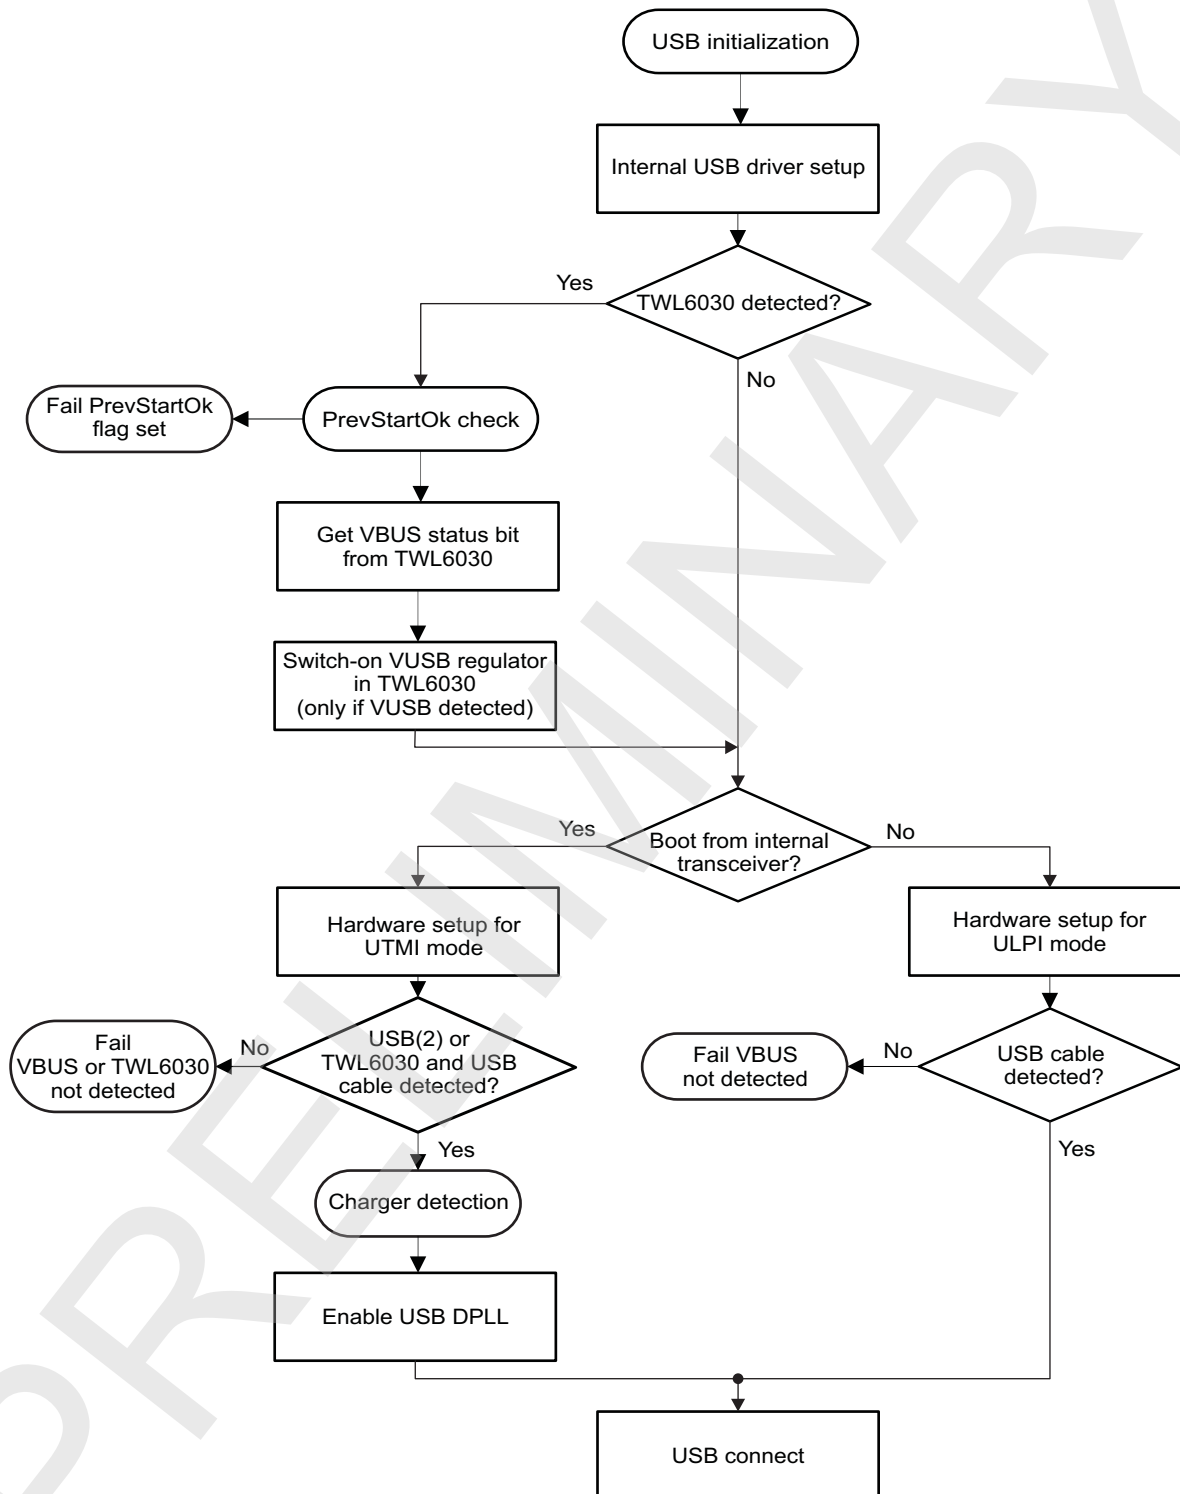 USB initialization
Internal USB driver setup
Yes
TWL6030 detected?
No
Fail PrevStartOk
flag set
PrevStartOk check
Get VBUS status bit
from TWL6030
Switch-on VUSB regulator
in TWL6030
(only if VUSB detected)
Yes
Boot from internal
transceiver?
No
Hardware setup for
UTMI mode
Hardware setup for
ULPI mode
Fail
VBUS or TWL6030
not detected
No
USB(2) or
TWL6030 and USB
cable detected?
Fail VBUS
not detected
No
USB cable
detected?
Yes
Yes
Charger detection
Enable USB DPLL
USB connect
PRELIMINARY